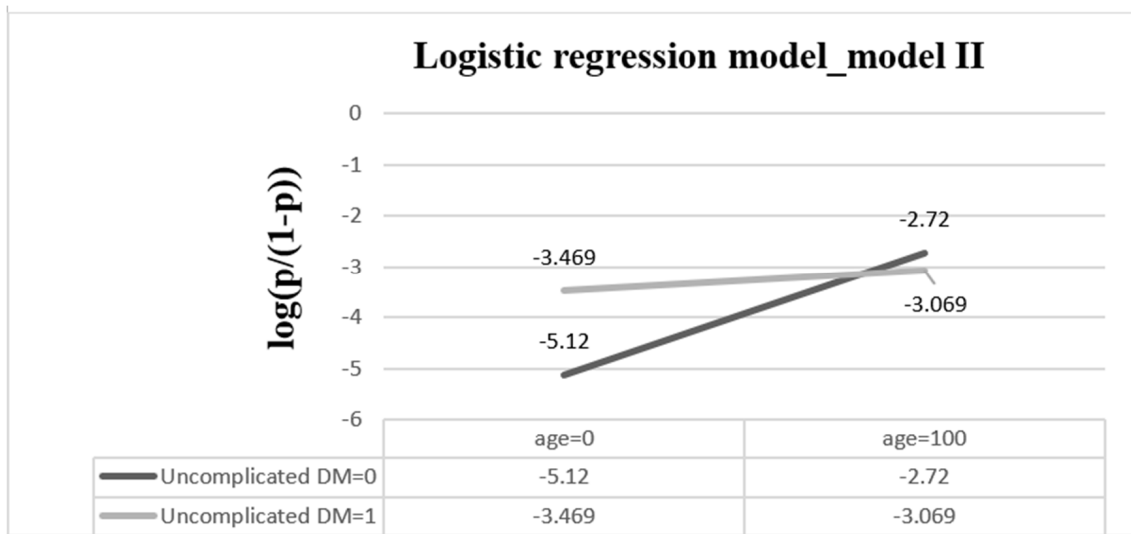 Logistic regression model_model II
log(p/(1-p))
0
-1
-2
-3
-4
-5
-6
-3.469
-5.12
-2.72
-3.069
age=0 age=100
Uncomplicated DM=0 -5.12 -2.72
Uncomplicated DM=1 -3.469 -3.069